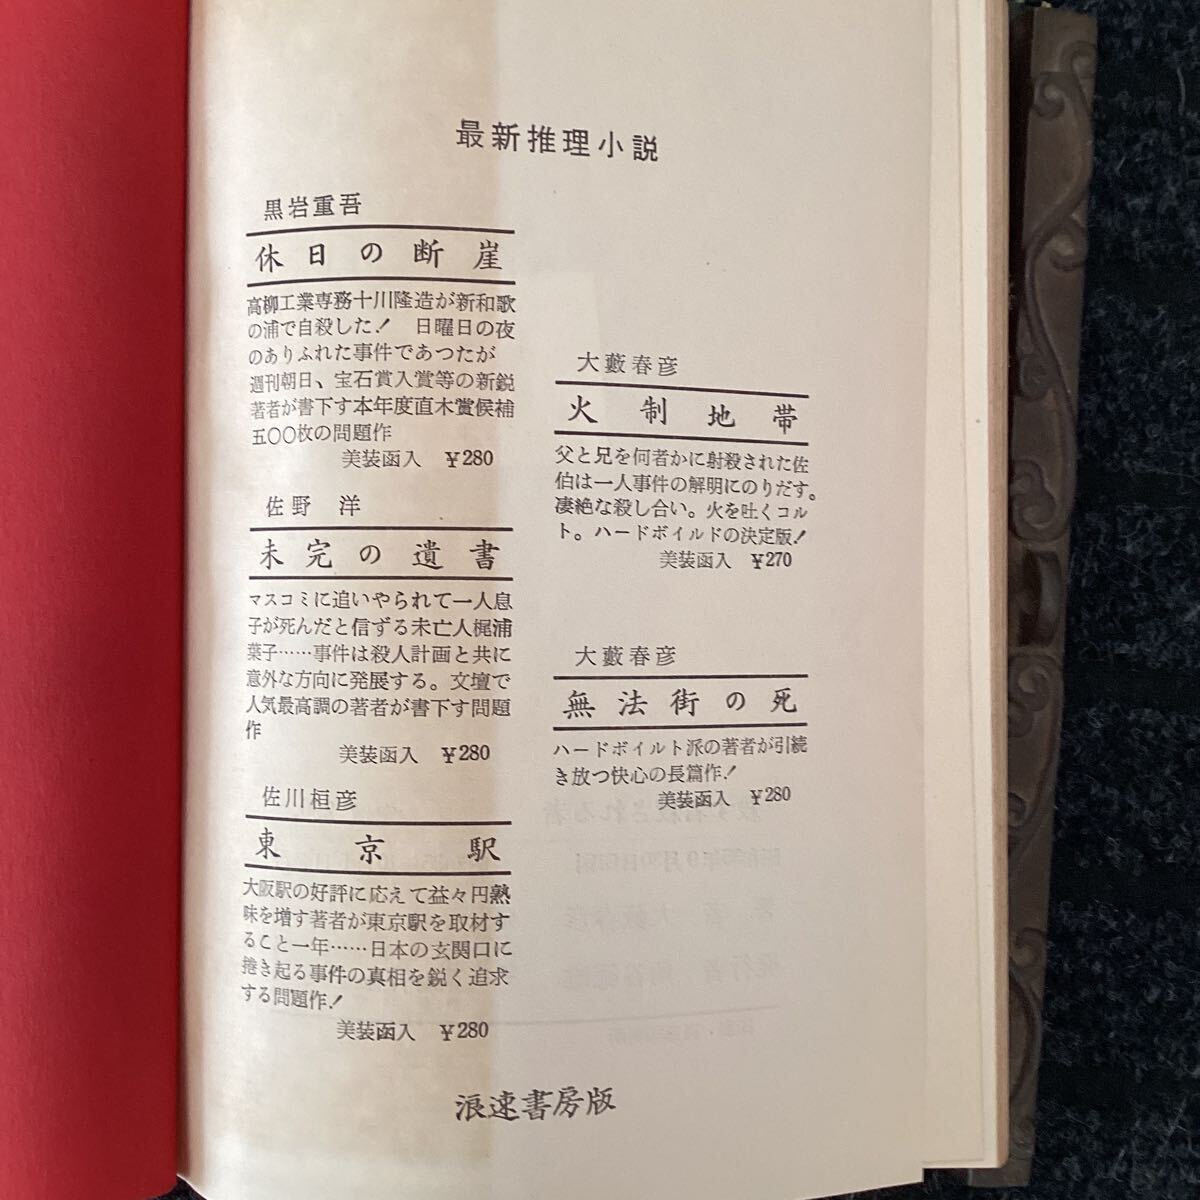 最新推理小説
黒岩重吾
休日の断崖
高柳工業専務十川隆造が新和歌
の浦で自殺した! 日曜日の夜
のありふれた事件であつたが
週刊朝日、宝石賞入賞等の新鋭
著者が書下す本年度直木賞候補
五〇〇枚の問題作
美装函入 ¥280
佐野 洋
未完の遺書
マスコミに追いやられて一人息
子が死んだと信ずる未亡人梶浦
葉子……事件は殺人計画と共に
意外な方向に発展する。文壇で
人気最高調の著者が書下す問題
作
美装函入 ¥280
佐川桓彦
東京駅
大阪駅の好評に応えて益々円熟
味を増す著者が東京駅を取材す
ること一年……日本の玄関口に
捲き起る事件の真相を鋭く追求
する問題作!
美装函入 ¥280
大藪春彦
火制地帯
父と兄を何者かに射殺された佐
伯は一人事件の解明にのりだす。
凄絶な殺し合い。火を吐くコル
ト。ハードボイルドの決定版!
美装函入 ¥270
大藪春彦
無法街の死
ハードボイルト派の著者が引続
き放つ快心の長篇作!
美装函入 ¥280
浪速書房版